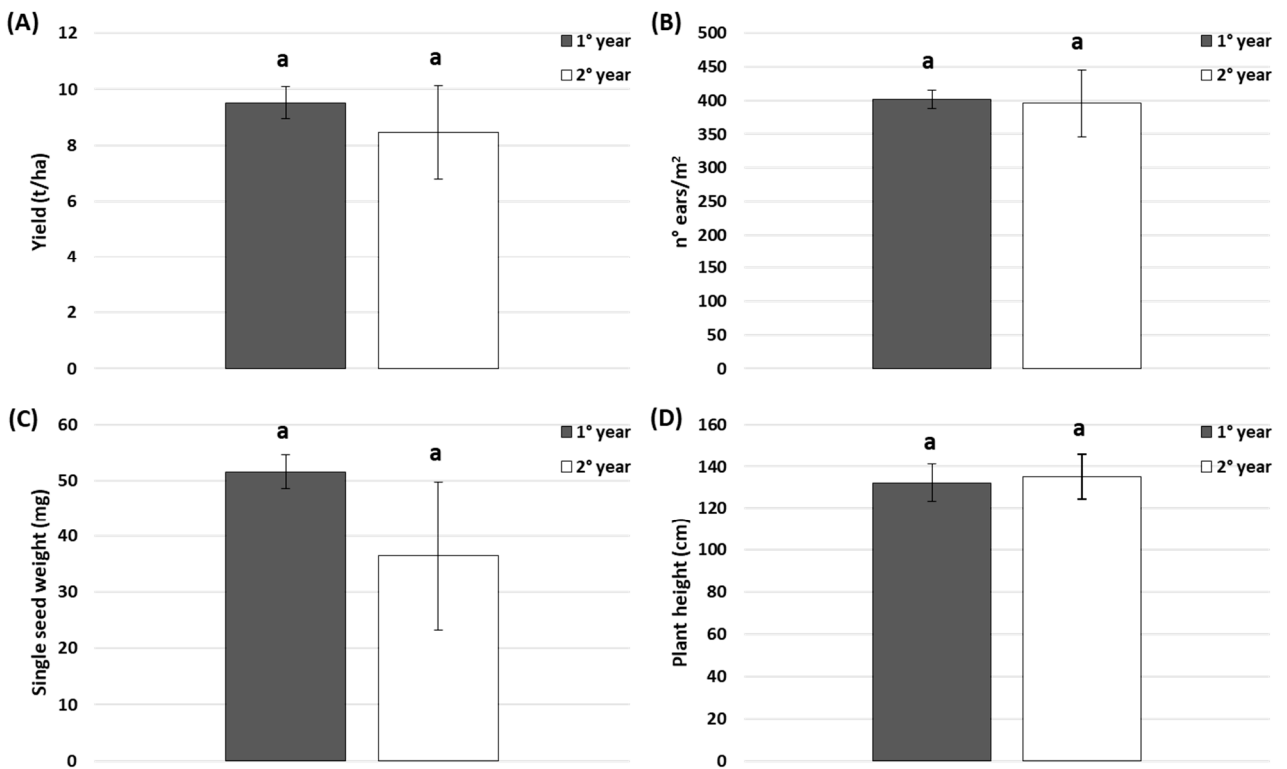 (A)
Yield (t/ha)
12
10
8
6
4
2
0
a
a
1° year
2° year
(B)
n° ears/m²
500
450
400
350
300
250
200
150
100
50
0
a
a
1° year
2° year
(C)
Single seed weight (mg)
60
50
40
30
20
10
0
a
a
1° year
2° year
(D)
Plant height (cm)
160
140
120
100
80
60
40
20
0
a
a
1° year
2° year